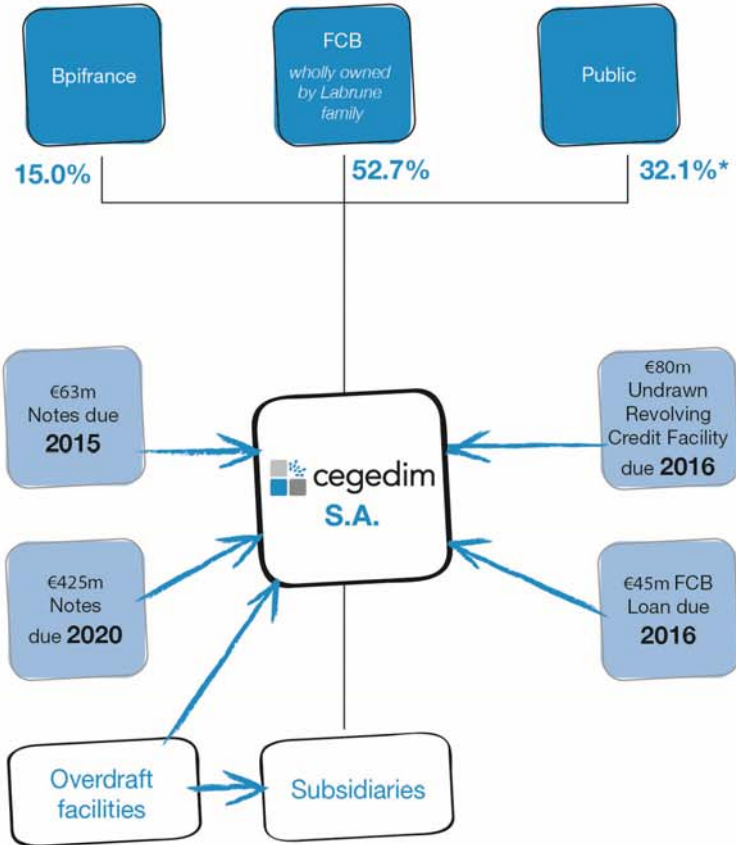 Bpifrance
FCB
wholly owned
by Labrune
family
Public
15.0%
52.7%
32.1%*
€63m
Notes due
2015
€80m
Undrawn
Revolving
Credit Facility
due 2016
cegedim
S.A.
€425m
Notes
due 2020
€45m FCB
Loan due
2016
Overdraft
facilities
Subsidiaries